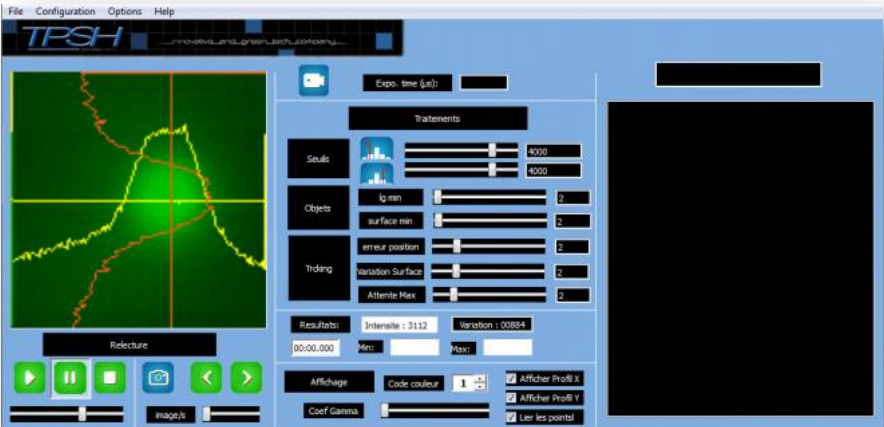 File Configuration Options Help
TPSH
Expo. time (µs):
Traitements
Seuils
4000
4000
Objets
lg min
2
surface min
2
Trcking
erreur position
2
Variation Surface
2
Attente Max
2
Relecture
image/s
Resultats:
Intensite : 3112
Variation : 00884
00:00.000
Min:
Max:
Affichage
Code couleur
1
Coef Gamma
Afficher Profil X
Afficher Profil Y
Lier les points!